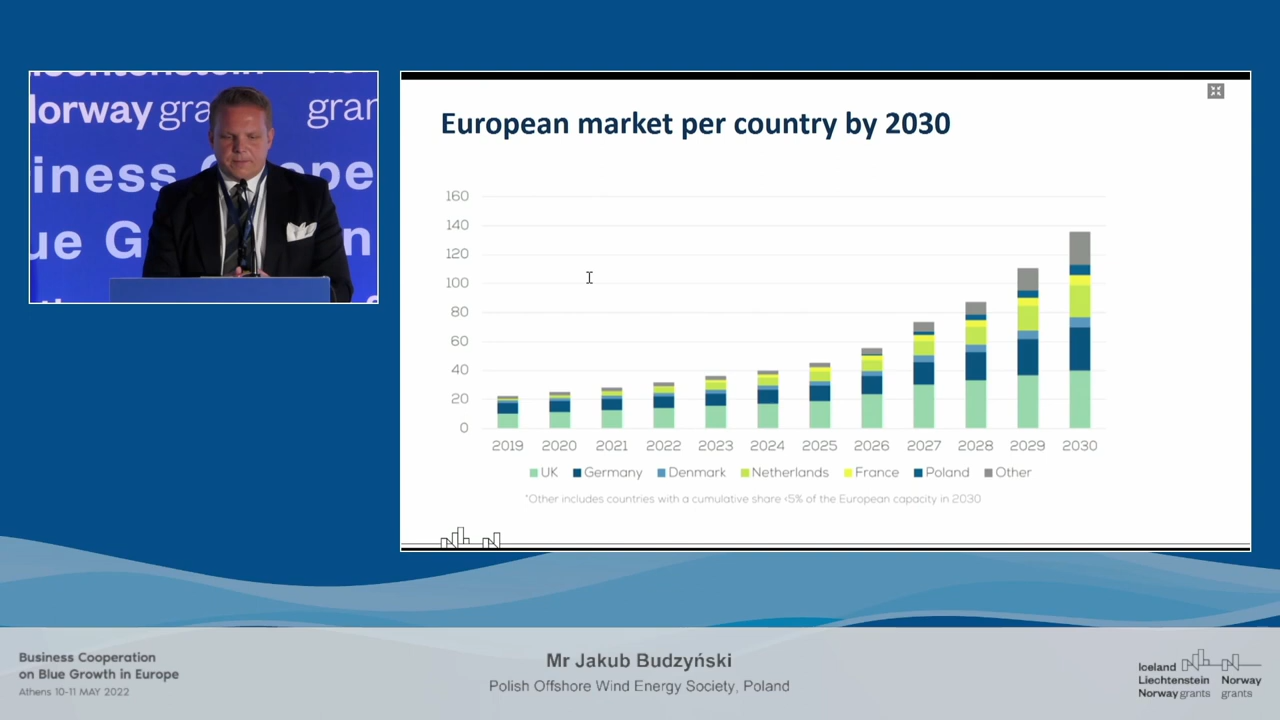 Norway grants
gran
European market per country by 2030
160
140
120
100
80
60
40
20
0
2019 2020 2021 2022 2023 2024 2025 2026 2027 2028 2029 2030
UK Germany Denmark Netherlands France Poland Other
*Other includes countries with a cumulative share <5% of the European capacity in 2030
Business Cooperation
on Blue Growth in Europe
Athens 10-11 MAY 2022
Mr Jakub Budzyński
Polish Offshore Wind Energy Society, Poland
Iceland
Liechtenstein Norway
Norway grants grants